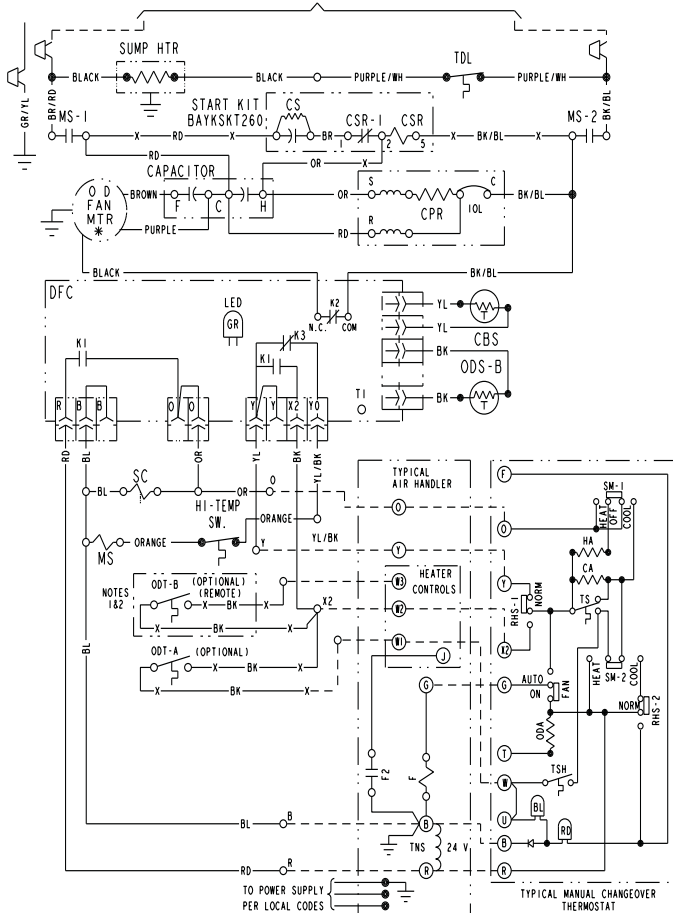 SUMP HTR
TDL
BLACK
BLACK
PURPLE/WH
PURPLE/WH
GR/YL
BR/RD
BK/BL
START KIT
BAYKSKT260
CS
CSR-1
CSR
MS-1
MS-2
X
RD
X
BR
1
2
5
X
BK/BL
X
RD
OR
X
CAPACITOR
O D
FAN
MTR
*
BROWN
F
C
H
OR
S
C
CPR
IOL
BK/BL
PURPLE
RD
R
BLACK
BK/BL
DFC
LED
GR
K2
N.C.
COM
YL
YL
CBS
BK
ODS-B
BK
T
T
K3
K1
K1
T1
R
B
B
O
O
Y
Y
X2
YO
RD
BL
OR
YL
BK
YL/BK
BL
SC
OR
O
HI-TEMP
SW.
ORANGE
ORANGE
YL/BK
MS
Y
NOTES
1&2
ODT-B
(OPTIONAL)
(REMOTE)
X
BK
X
X
BK
X
X2
ODT-A
(OPTIONAL)
X
BK
X
X
BK
X
BL
TYPICAL
AIR HANDLER
O
Y
HEATER
CONTROLS
W3
W2
W1
J
G
F2
F
B
TNS
24 V
R
BL
B
RD
R
TO POWER SUPPLY
PER LOCAL CODES
F
SM-1
HEAT
OFF
COOL
O
HA
CA
Y
NORM
RHS-1
TS
X2
HEAT
SM-2
COOL
G
AUTO
ON
FAN
NORM
RHS-2
ODA
T
W
TSH
BL
U
RD
B
R
TYPICAL MANUAL CHANGEOVER
THERMOSTAT